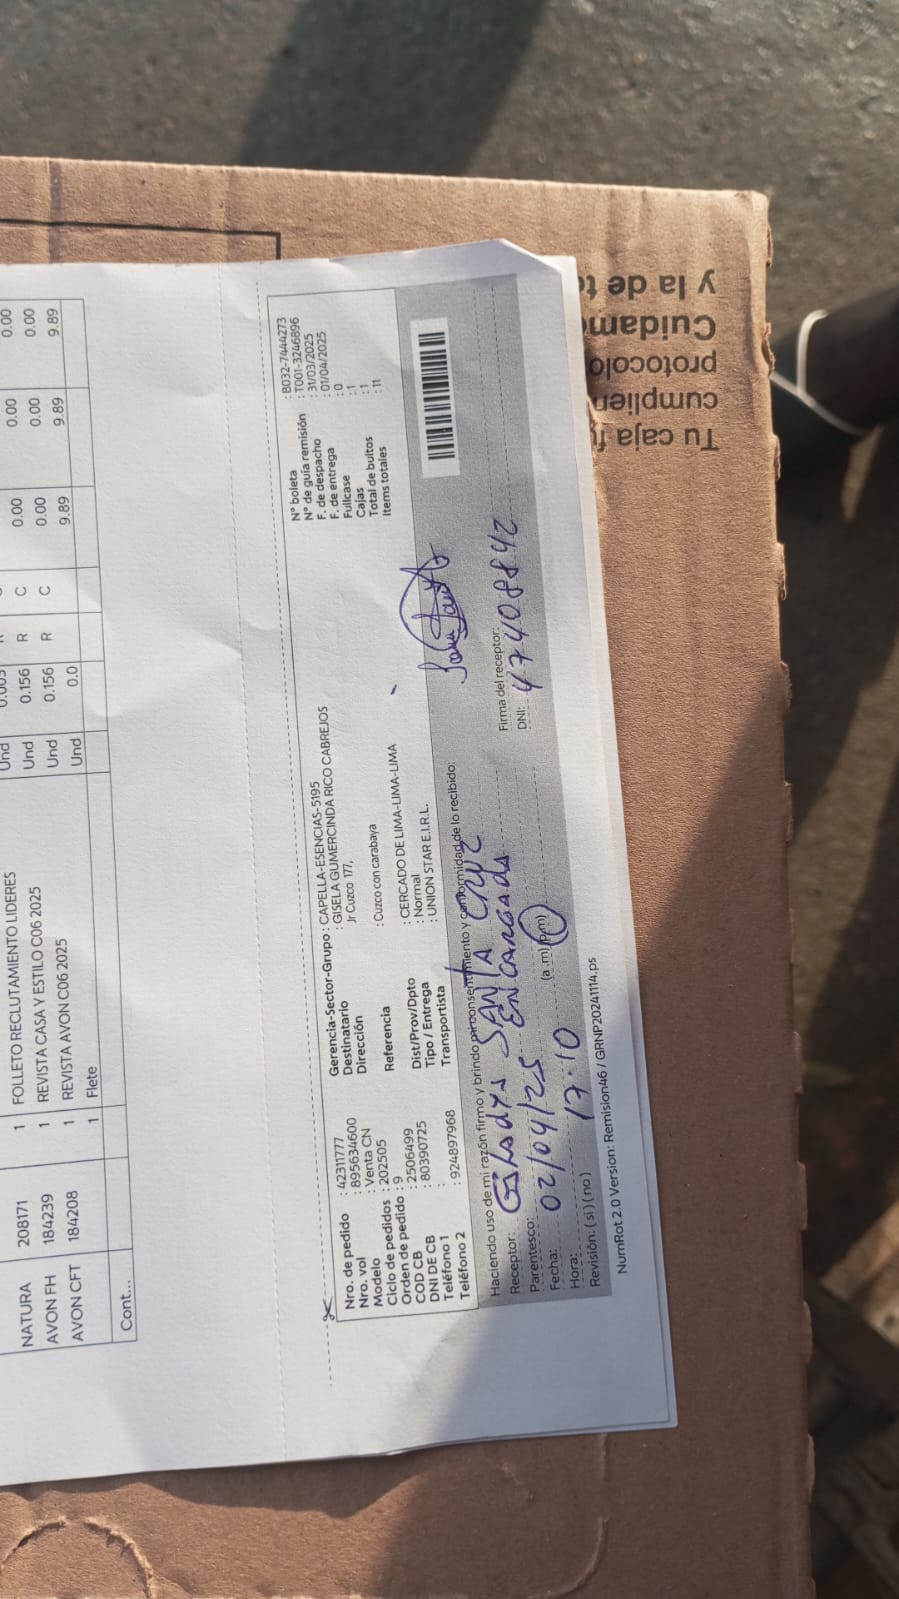 0.00 0.00 0.00
NATURA 208171 1 FOLLETO RECLUTAMIENTO LIDERES Und 0.156 R C 0.00 0.00 0.00
AVON FH 184239 1 REVISTA CASA Y ESTILO C06 2025 Und 0.156 R C 0.00 0.00 9.89
AVON CFT 184208 1 REVISTA AVON C06 2025 Und 0.0 9.89 9.89
1 Flete Und
Cont...
Nro. de pedido : 42311777
Nro. vol : 895634600
Modelo : Venta CN
Ciclo de pedidos : 202505
Orden de pedido : 9
COD CB : 2506499
DNI DE CB : 80390725
Teléfono 1 :
Teléfono 2 : 924897968
Gerencia-Sector-Grupo : CAPELLA-ESENCIAS-5195
Destinatario : GISELA GUMERCINDA RICO CABREJOS
Dirección Jr Cuzco 177,
Referencia : Cuzco con carabaya
Dist/Prov/Dpto : CERCADO DE LIMA-LIMA-LIMA
Tipo / Entrega : Normal
Transportista : UNION STAR E.I.R.L.
N° boleta : B032-7444273
N° de guía remisión : T001-3246896
F. de despacho : 31/03/2025
F. de entrega : 01/04/2025
Fullcase : 0
Cajas : 1
Total de bultos : 1
Items totales : 11
Haciendo uso de mi razón firmo y brindo mi consentimiento y conformidad de lo recibido:
Receptor: GLADYS SANTA CRUZ
Parentesco: ENCARGADA
Fecha: 02/04/25
Hora: 17:10 (a .m) (p.m)
Revisión: ( si ) ( no )
Firma del receptor:
DNI: 47408842
NumRot 2.0 Version: Remision46 / GRNP20241114.ps
Tu caja f
cumplien
protocolo
Cuidamo
y la de t